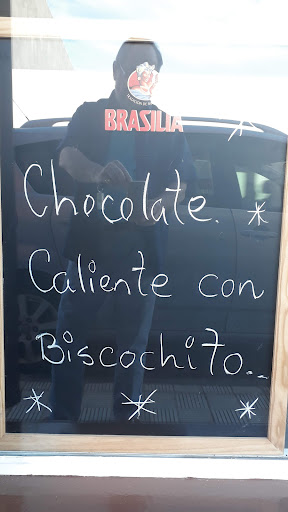 BRASILIA
Chocolate.
Caliente con
Biscochito..